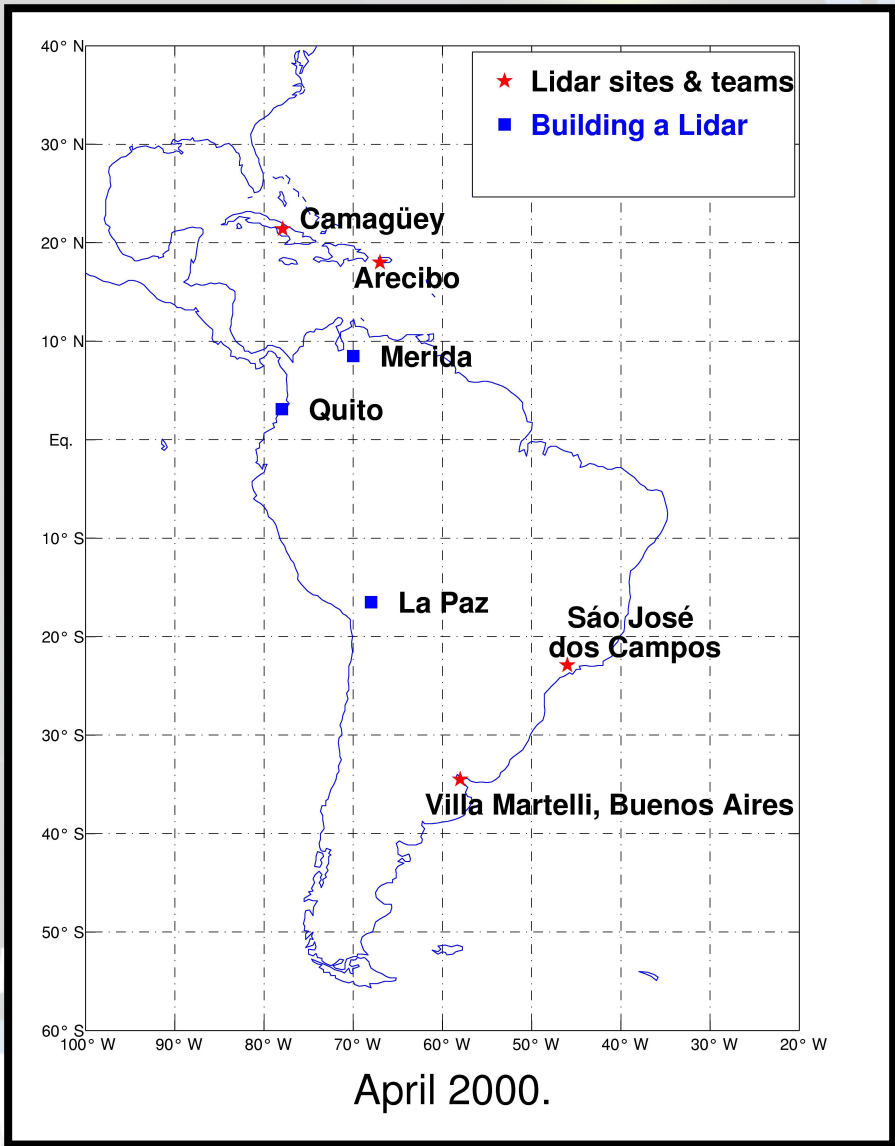 40° N
Lidar sites & teams
Building a Lidar
30° N
Camagüey
20° N
Arecibo
10° N
Merida
Quito
Eq.
10° S
La Paz
Sáo José
dos Campos
20° S
30° S
Villa Martelli, Buenos Aires
40° S
50° S
60° S
100° W 90° W 80° W 70° W 60° W 50° W 40° W 30° W 20° W
April 2000.